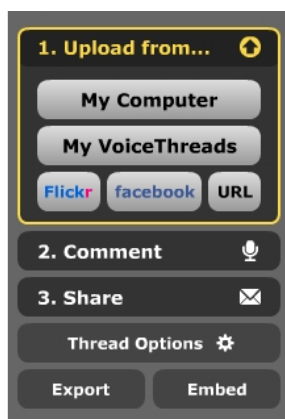 1. Upload from...
My Computer
My VoiceThreads
Flickr facebook URL
2. Comment
3. Share
Thread Options
Export Embed